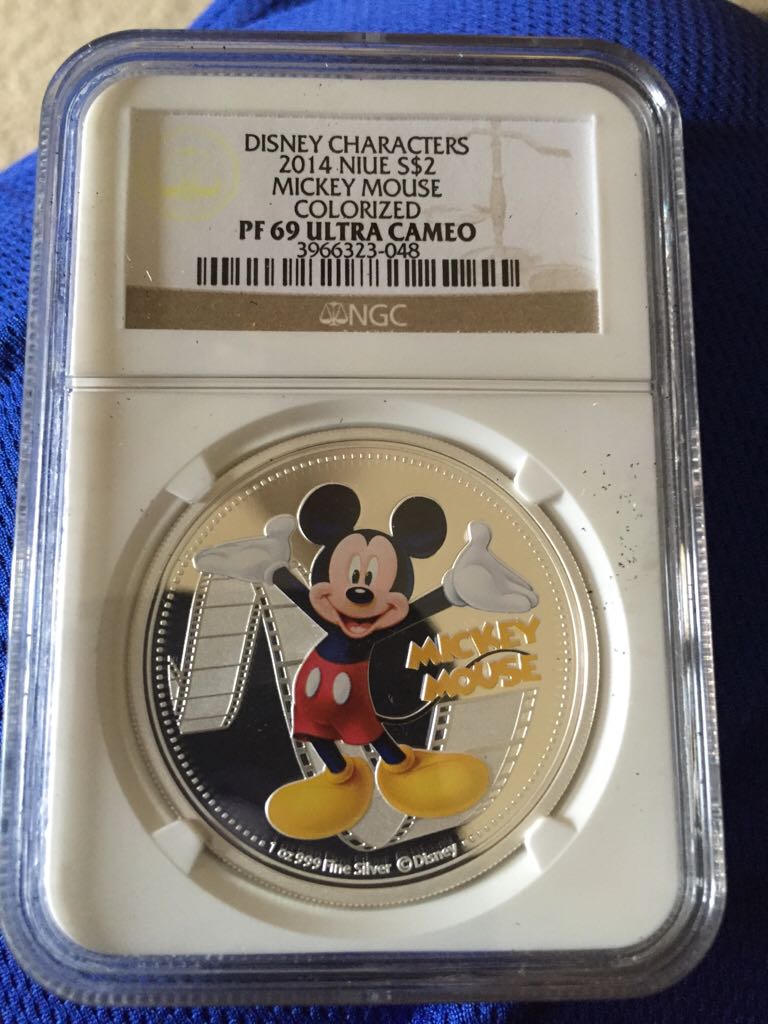 DISNEY CHARACTERS
2014 NIUE S$2
MICKEY MOUSE
COLORIZED
PF 69 ULTRA CAMEO
3966323-048
NGC
MICKEY
MOUSE
1 oz 999 Fine Silver ©Disney